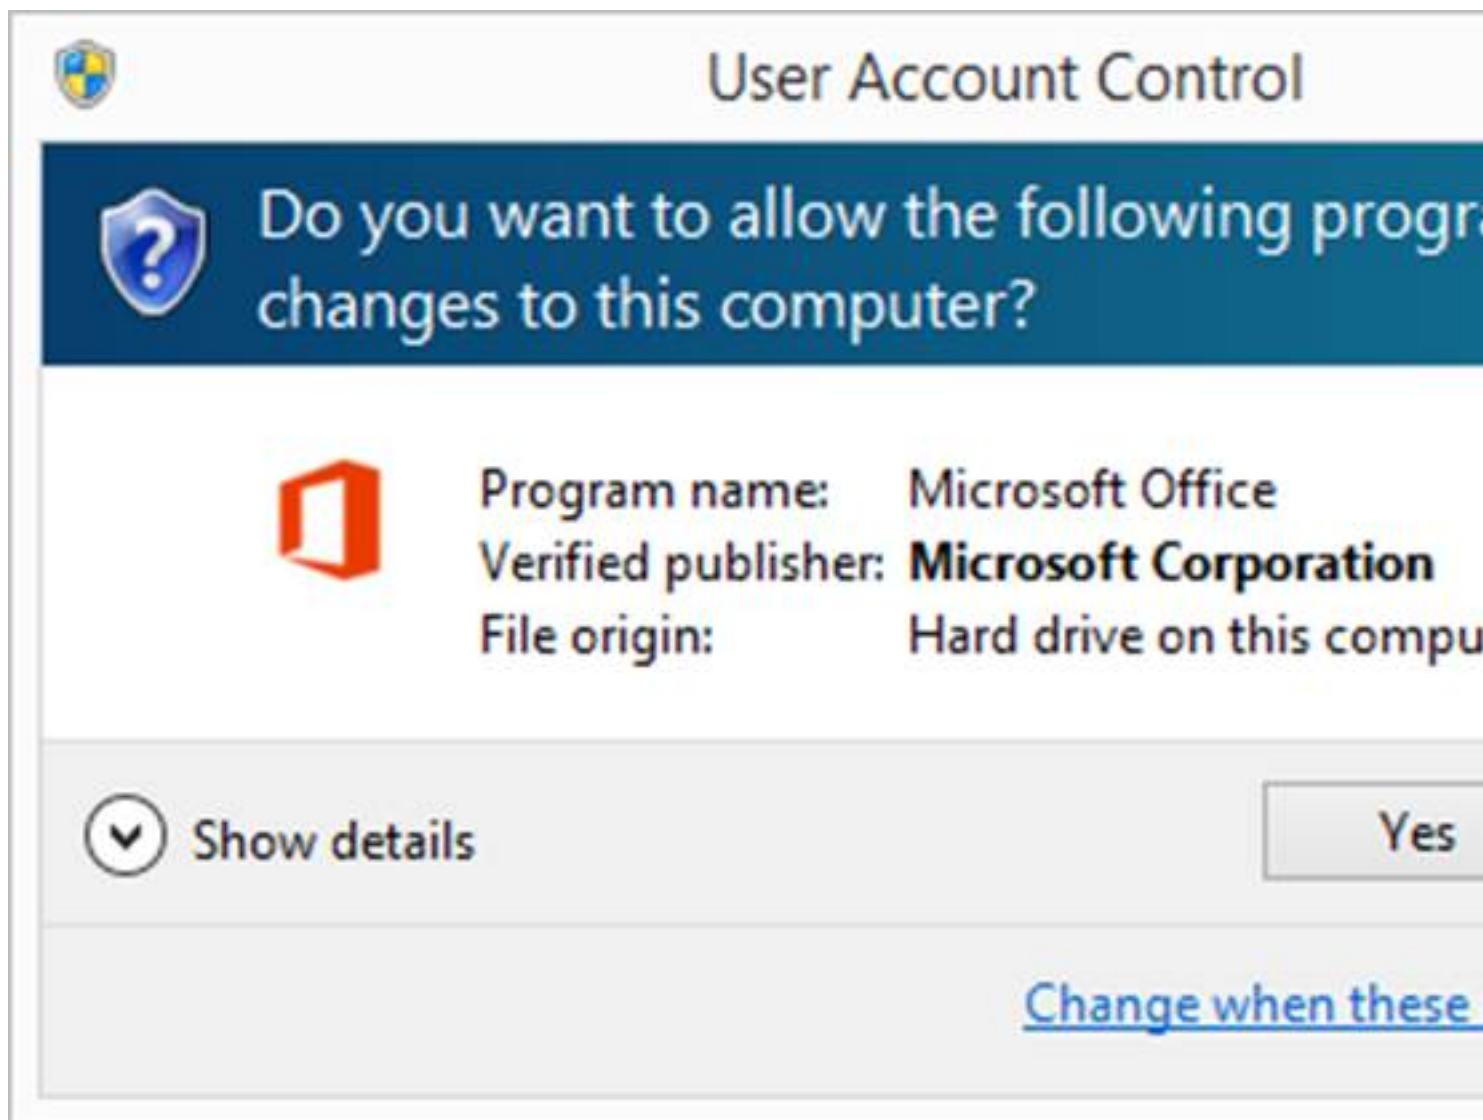 User Account Control
Do you want to allow the following progra
changes to this computer?
Program name: Microsoft Office
Verified publisher: Microsoft Corporation
File origin: Hard drive on this compu
Show details
Yes
Change when these